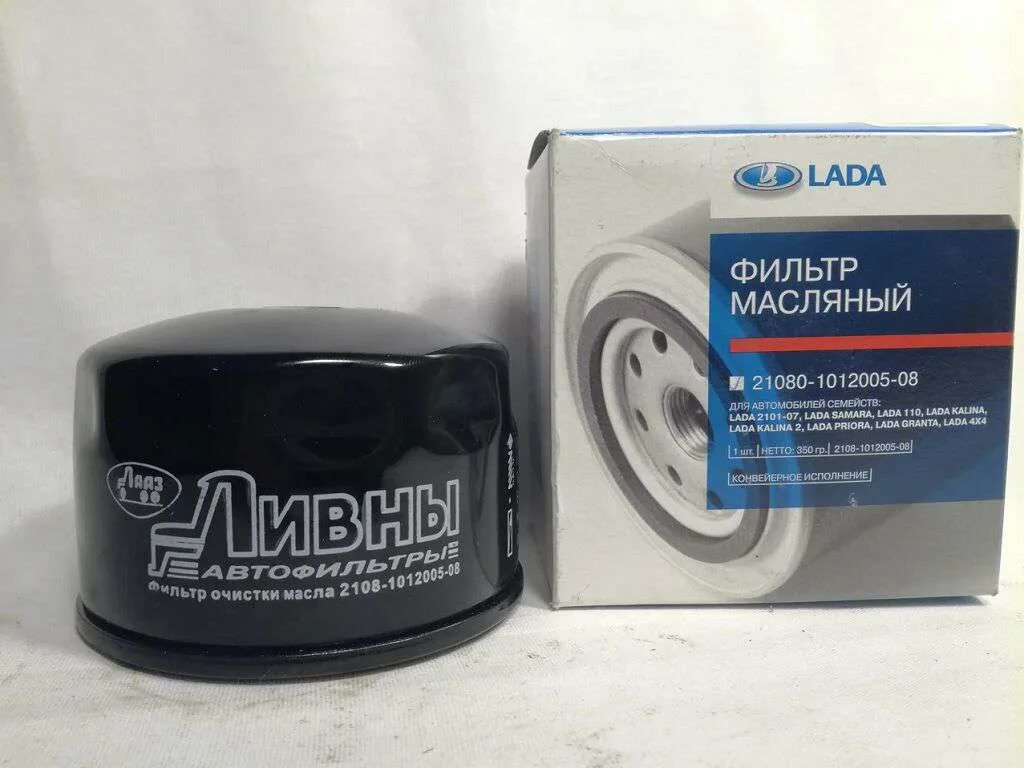 ЛААЗ
ЛИВНЫ
АВТОФИЛЬТРЫ
Фильтр очистки масла 2108-1012005-08
LADA
ФИЛЬТР
МАСЛЯНЫЙ
21080-1012005-08
ДЛЯ АВТОМОБИЛЕЙ СЕМЕЙСТВ:
LADA 2101-07, LADA SAMARA, LADA 110, LADA KALINA,
LADA KALINA 2, LADA PRIORA, LADA GRANTA, LADA 4X4
1 шт. НЕТТО: 350 гр. 2108-1012005-08
КОНВЕЙЕРНОЕ ИСПОЛНЕНИЕ